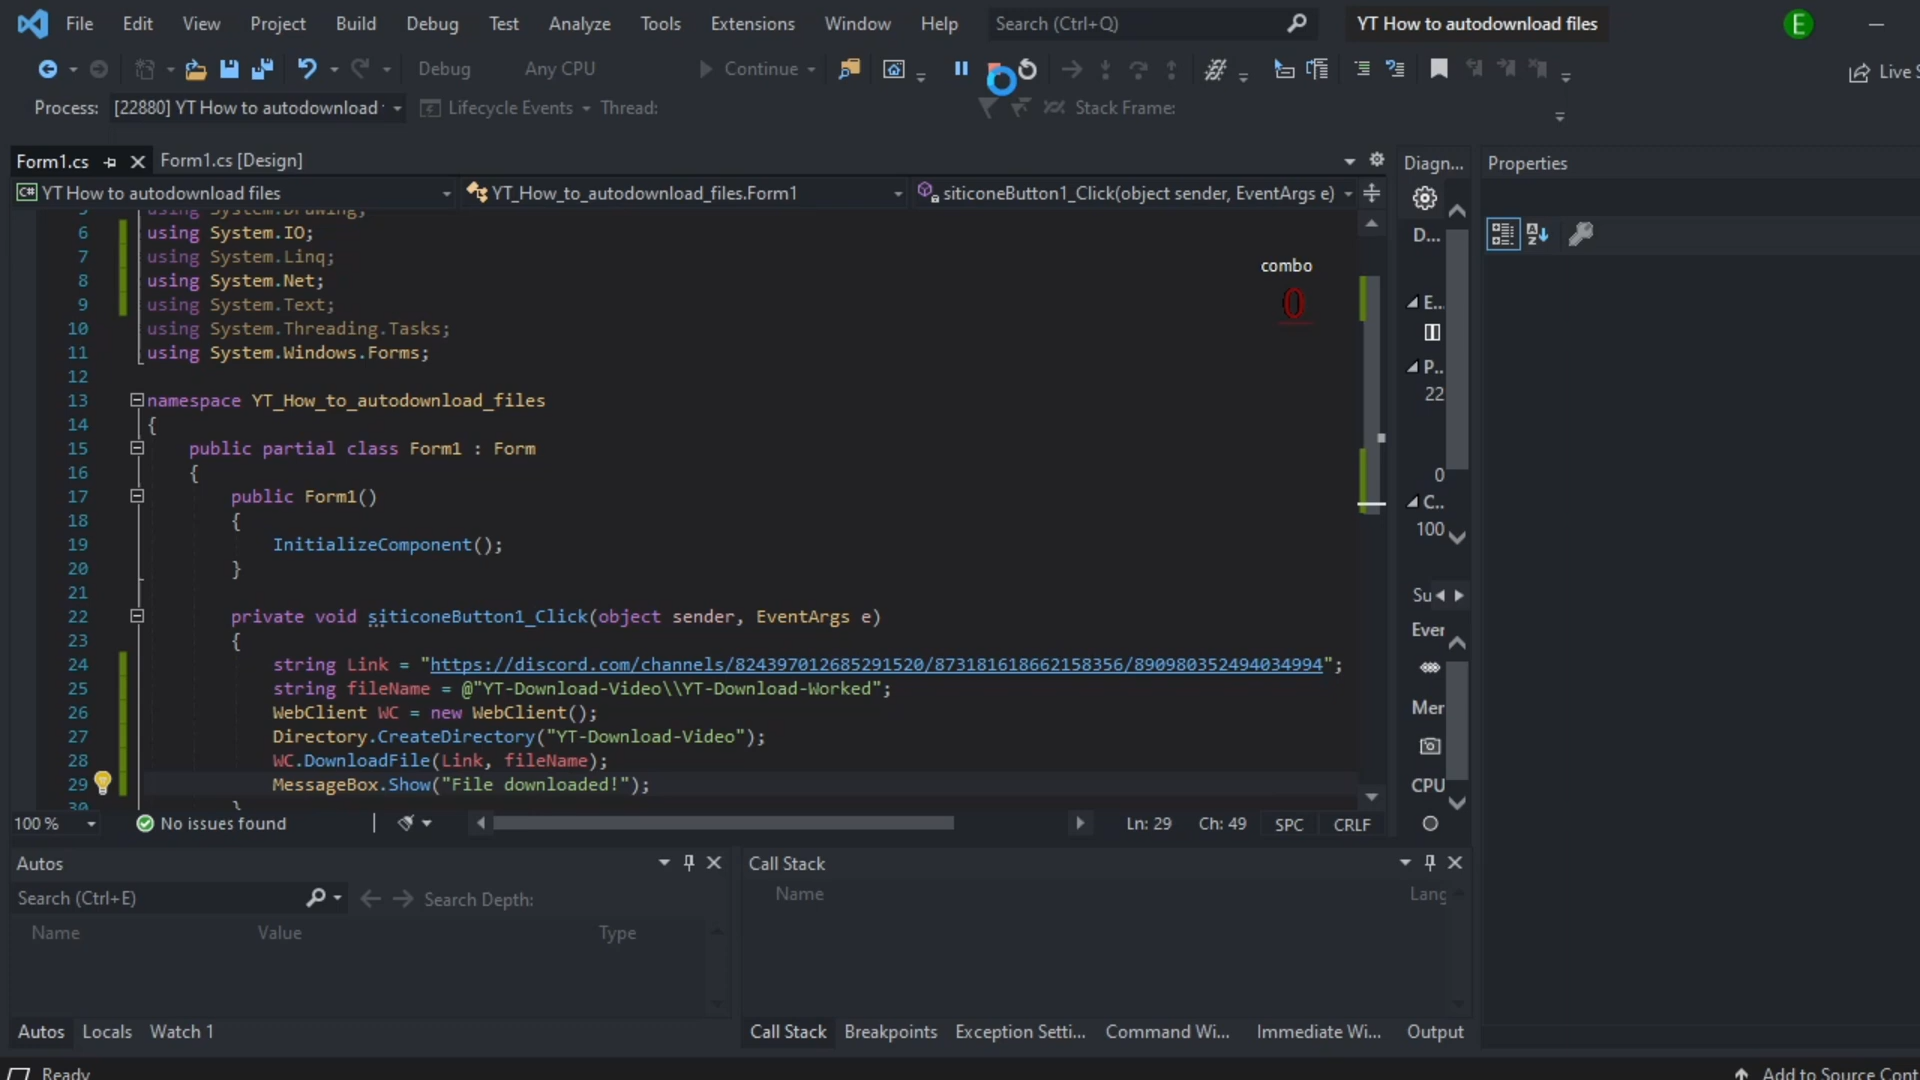 File Edit View Project Build Debug Test Analyze Tools Extensions Window Help Search (Ctrl+Q) YT How to autodownload files E
Debug Any CPU Continue Live
Process: [22880] YT How to autodownload Lifecycle Events Thread: Stack Frame:
Form1.cs Form1.cs [Design] Diagn... Properties
C# YT How to autodownload files YT_How_to_autodownload_files.Form1 siticoneButton1_Click(object sender, EventArgs e)
5 using System.Drawing;
6 using System.IO;
7 using System.Linq;
8 using System.Net;
9 using System.Text;
10 using System.Threading.Tasks;
11 using System.Windows.Forms;
12
13 namespace YT_How_to_autodownload_files
14 {
15 public partial class Form1 : Form
16 {
17 public Form1()
18 {
19 InitializeComponent();
20 }
21
22 private void siticoneButton1_Click(object sender, EventArgs e)
23 {
24 string Link = "https://discord.com/channels/824397012685291520/873181618662158356/890980352494034994";
25 string fileName = @"YT-Download-Video\\YT-Download-Worked";
26 WebClient WC = new WebClient();
27 Directory.CreateDirectory("YT-Download-Video");
28 WC.DownloadFile(Link, fileName);
29 MessageBox.Show("File downloaded!");
30 }
combo
0
D...
E..
P..
22
0
C..
100
Su
Ever
Mer
CPU
100 % No issues found Ln: 29 Ch: 49 SPC CRLF
Autos
Search (Ctrl+E) Search Depth:
Name Value Type
Autos Locals Watch 1
Call Stack
Name Lang
Call Stack Breakpoints Exception Setti... Command Wi... Immediate Wi... Output
Ready Add to Source Cont